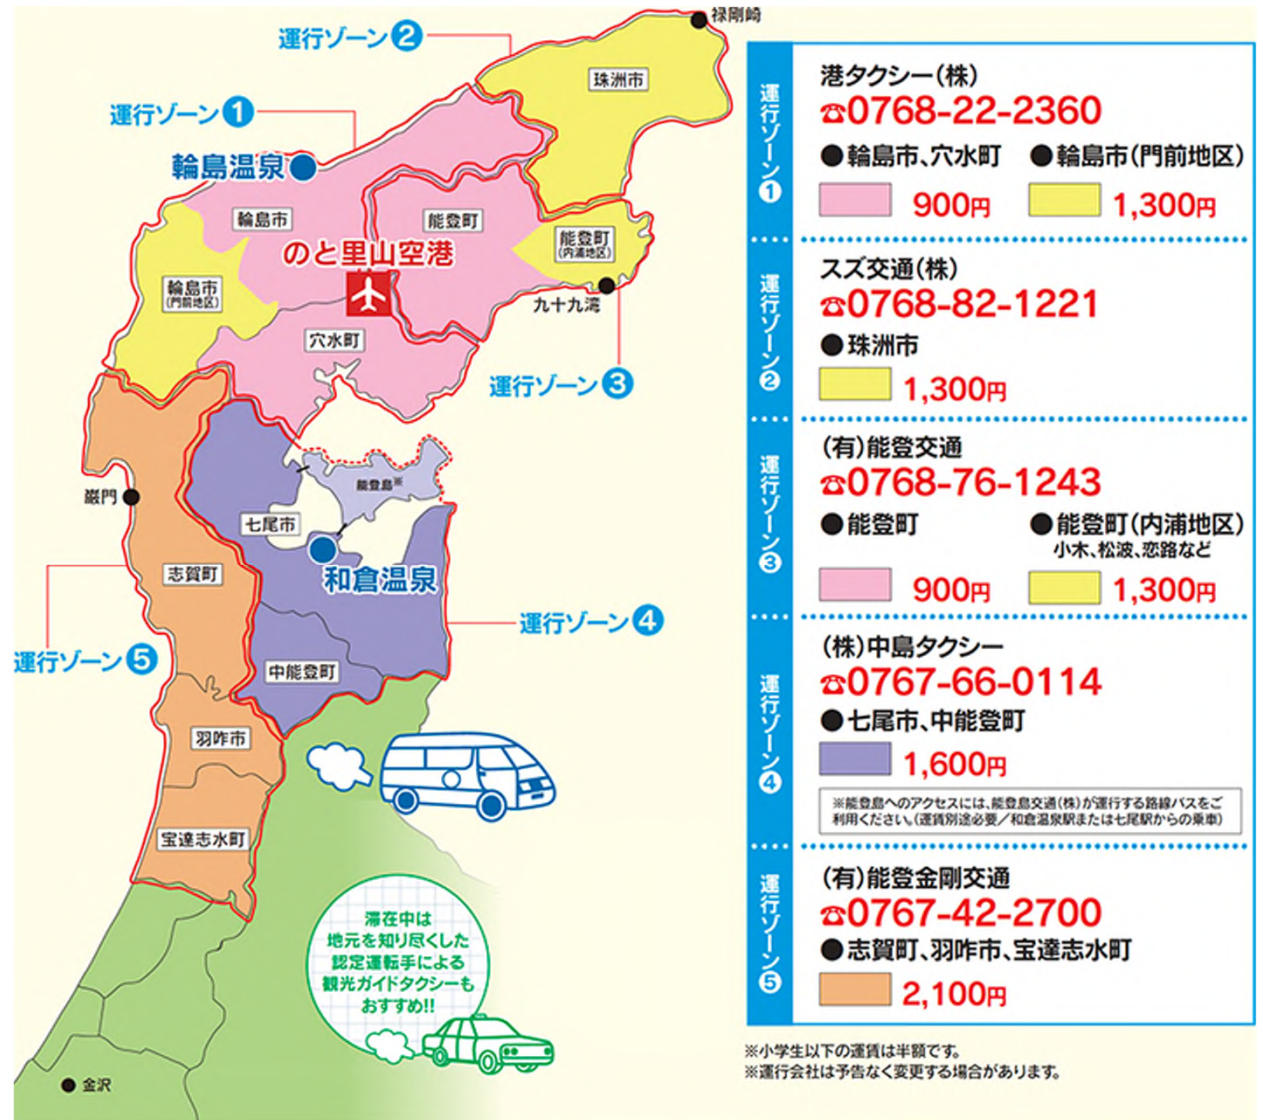 禄剛崎
運行ゾーン❷
珠洲市
運行ゾーン❶
輪島温泉
輪島市
能登町
能登町
(内浦地区)
のと里山空港
輪島市
(門前地区)
九十九湾
穴水町
運行ゾーン❸
能登島※
巌門
七尾市
和倉温泉
志賀町
運行ゾーン❹
運行ゾーン❺
中能登町
羽咋市
宝達志水町
滞在中は
地元を知り尽くした
認定運転手による
観光ガイドタクシーも
おすすめ!!
金沢
運行ゾーン❶
港タクシー(株)
☎0768-22-2360
●輪島市、穴水町 ●輪島市(門前地区)
900円 1,300円
運行ゾーン❷
スズ交通(株)
☎0768-82-1221
●珠洲市
1,300円
運行ゾーン❸
(有)能登交通
☎0768-76-1243
●能登町 ●能登町(内浦地区)
小木、松波、恋路など
900円 1,300円
運行ゾーン❹
(株)中島タクシー
☎0767-66-0114
●七尾市、中能登町
1,600円
※能登島へのアクセスには、能登島交通(株)が運行する路線バスをご
利用ください。(運賃別途必要/和倉温泉駅または七尾駅からの乗車)
運行ゾーン❺
(有)能登金剛交通
☎0767-42-2700
●志賀町、羽咋市、宝達志水町
2,100円
※小学生以下の運賃は半額です。
※運行会社は予告なく変更する場合があります。